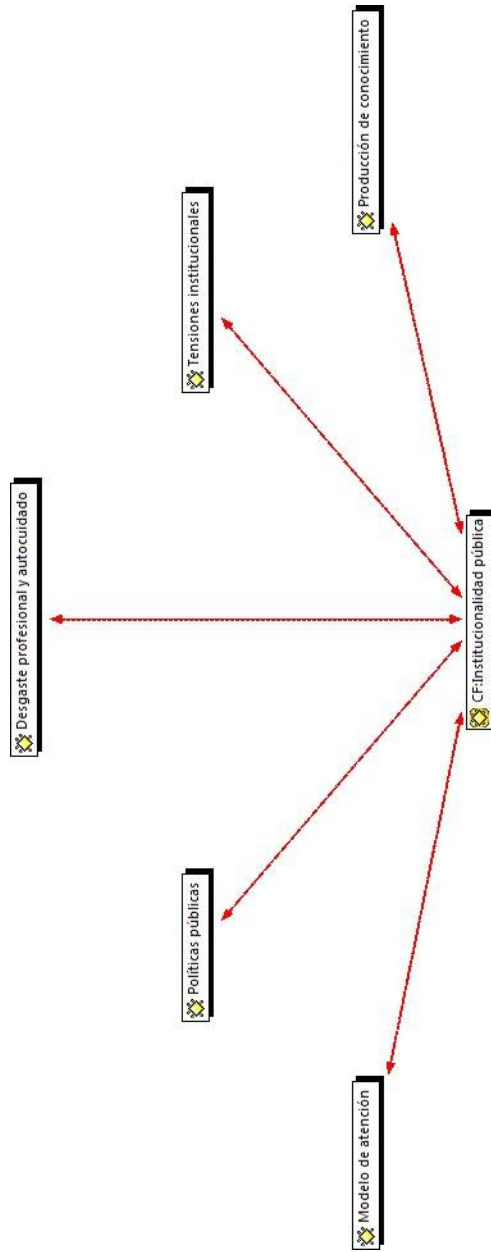 Desgaste profesional y autocuidado
Políticas públicas
Tensiones institucionales
Modelo de atención
Producción de conocimiento
CF:Institucionalidad pública